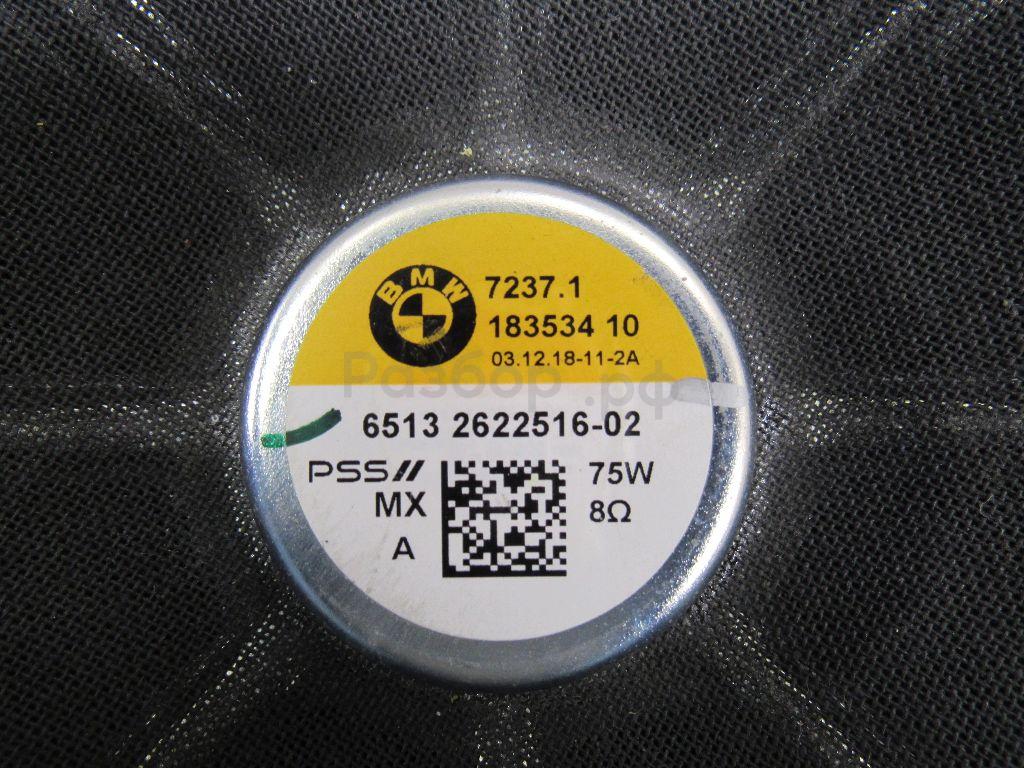 BMW
7237.1
183534 10
03.12.18-11-2A
Разбор.рф
6513 2622516-02
PSS//
75W
MX
8Ω
A